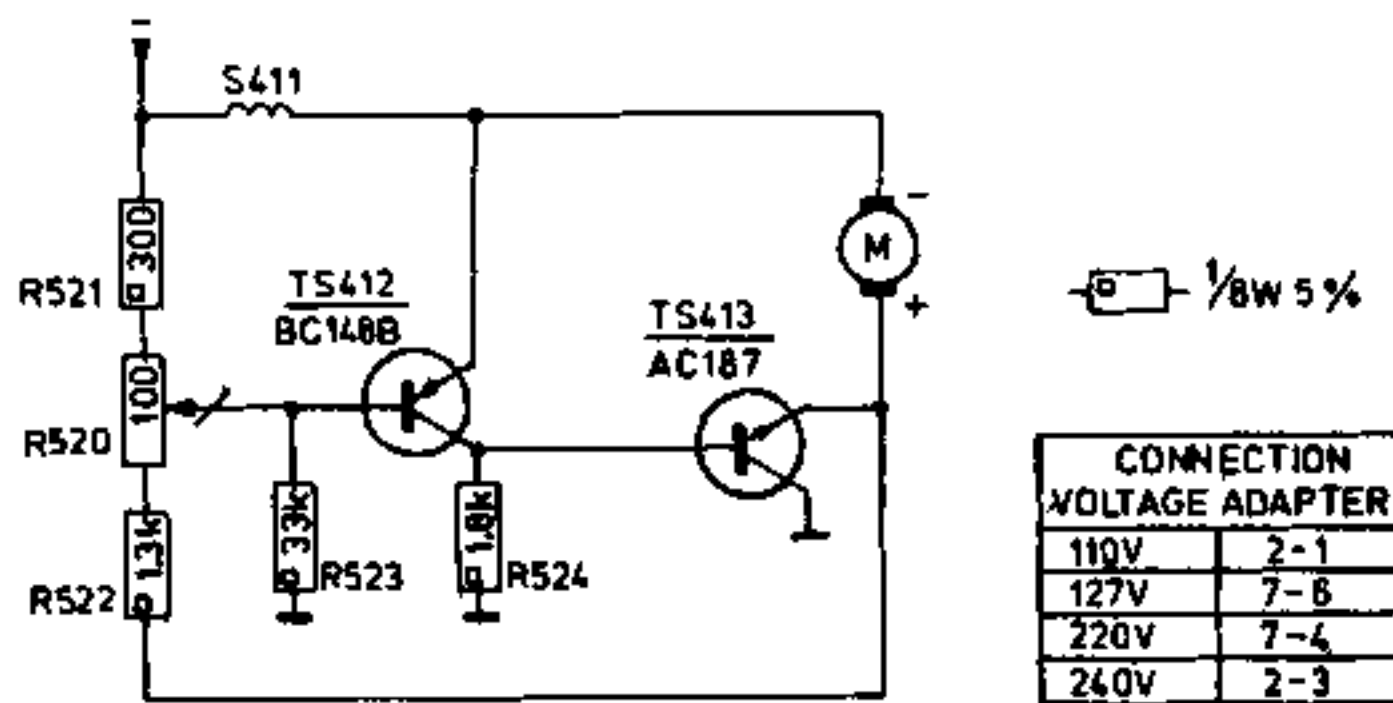 -
S411
300
R521
TS412
BC148B
TS413
AC187
-
M
+
1/8W 5%
100
R520
1.3k
R522
33k
R523
1.8k
R524
CONNECTION
VOLTAGE ADAPTER
110V 2-1
127V 7-6
220V 7-4
240V 2-3